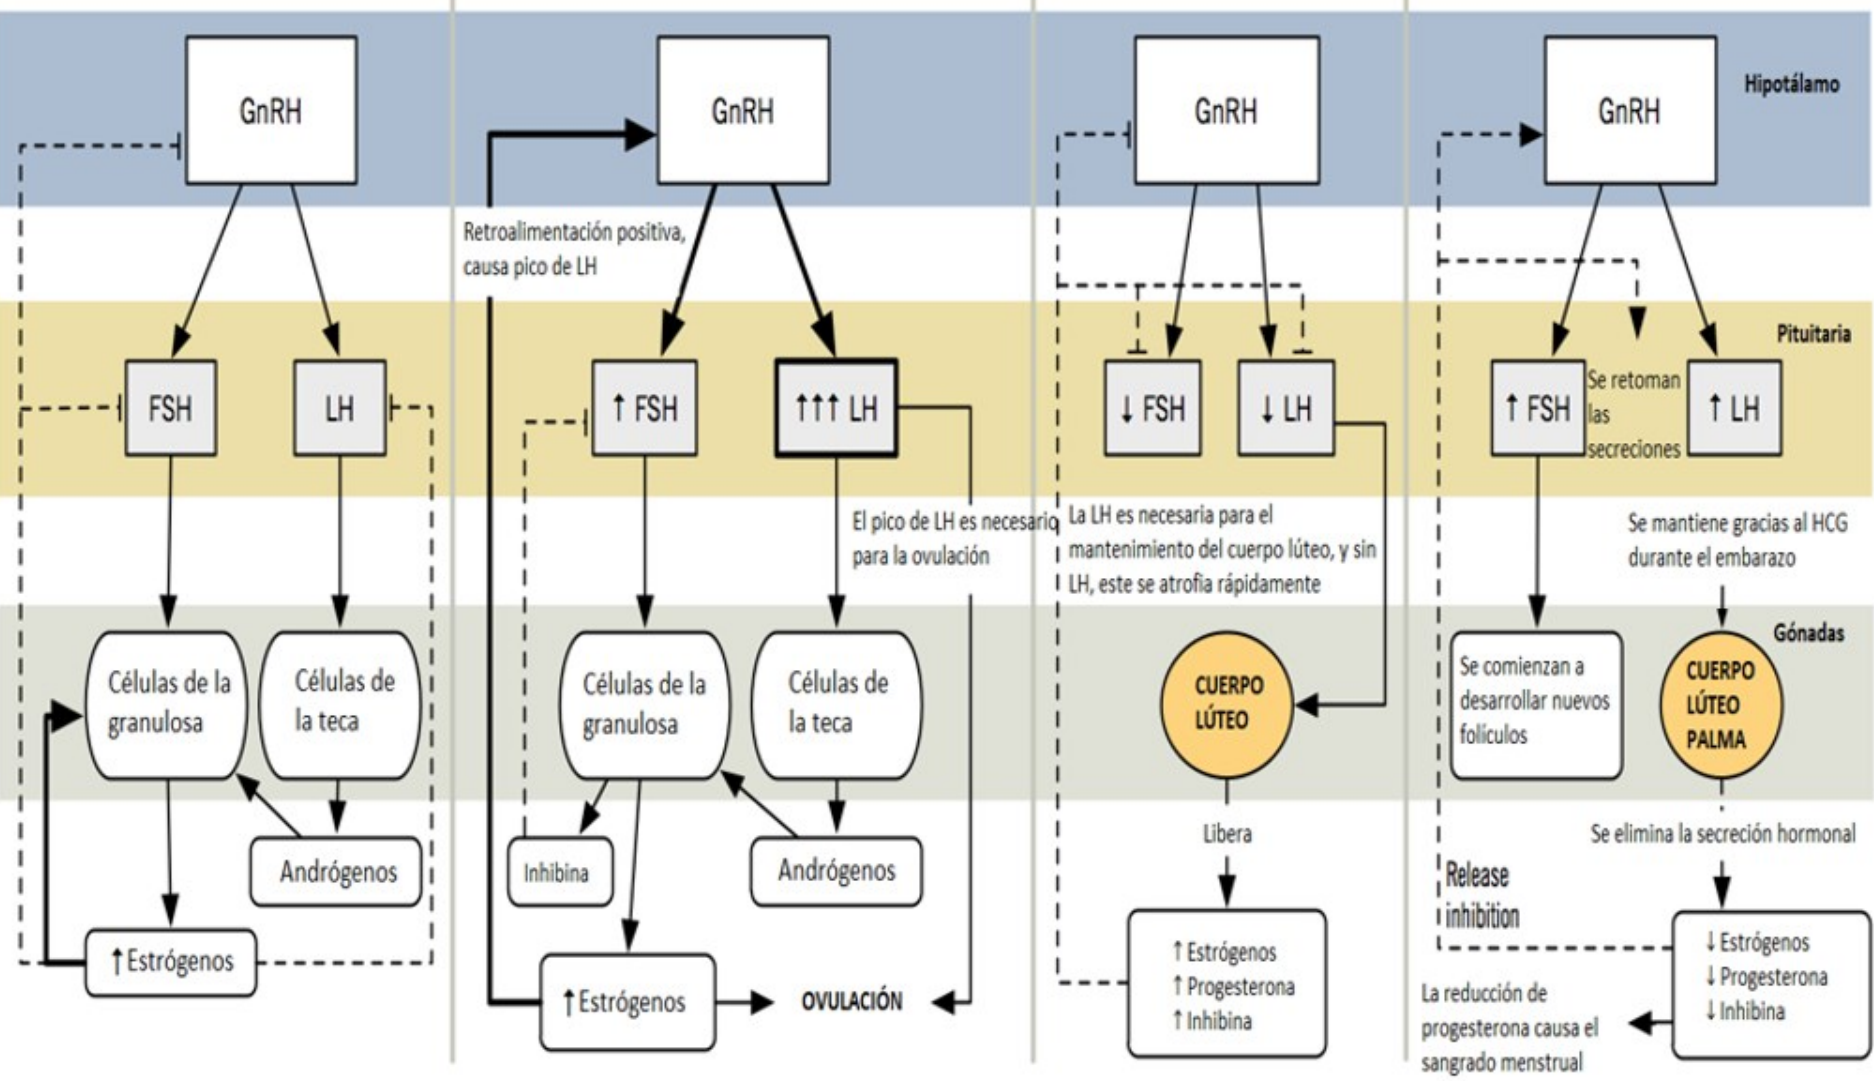 GnRH
FSH
LH
Células de la
granulosa
Células de
la teca
Andrógenos
↑Estrógenos
GnRH
Retroalimentación positiva,
causa pico de LH
↑ FSH
↑↑↑ LH
El pico de LH es necesario
para la ovulación
Células de la
granulosa
Células de
la teca
Inhibina
Andrógenos
↑Estrógenos
OVULACIÓN
GnRH
↓ FSH
↓ LH
La LH es necesaria para el
mantenimiento del cuerpo lúteo, y sin
LH, este se atrofia rápidamente
CUERPO
LÚTEO
Libera
↑Estrógenos
↑Progesterona
↑Inhibina
GnRH
Hipotálamo
Pituitaria
↑ FSH
Se retoman
las
secreciones
↑ LH
Se mantiene gracias al HCG
durante el embarazo
Gónadas
Se comienzan a
desarrollar nuevos
folículos
CUERPO
LÚTEO
PALMA
Se elimina la secreción hormonal
Release
inhibition
↓Estrógenos
↓Progesterona
↓Inhibina
La reducción de
progesterona causa el
sangrado menstrual